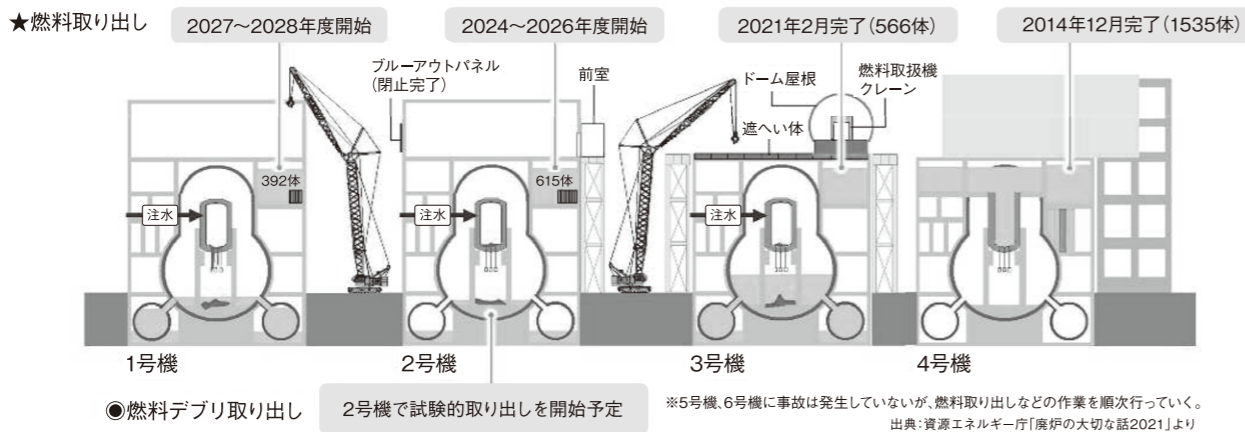 ★燃料取り出し
2027～2028年度開始
2024～2026年度開始
2021年2月完了(566体)
2014年12月完了(1535体)
ブルーアウトパネル
(閉止完了)
前室
ドーム屋根
燃料取扱機
クレーン
遮へい体
392体
615体
注水
注水
注水
1号機
2号機
3号機
4号機
◉燃料デブリ取り出し
2号機で試験的取り出しを開始予定
※5号機、6号機に事故は発生していないが、燃料取り出しなどの作業を順次行っていく。
出典：資源エネルギー庁「廃炉の大切な話2021」より